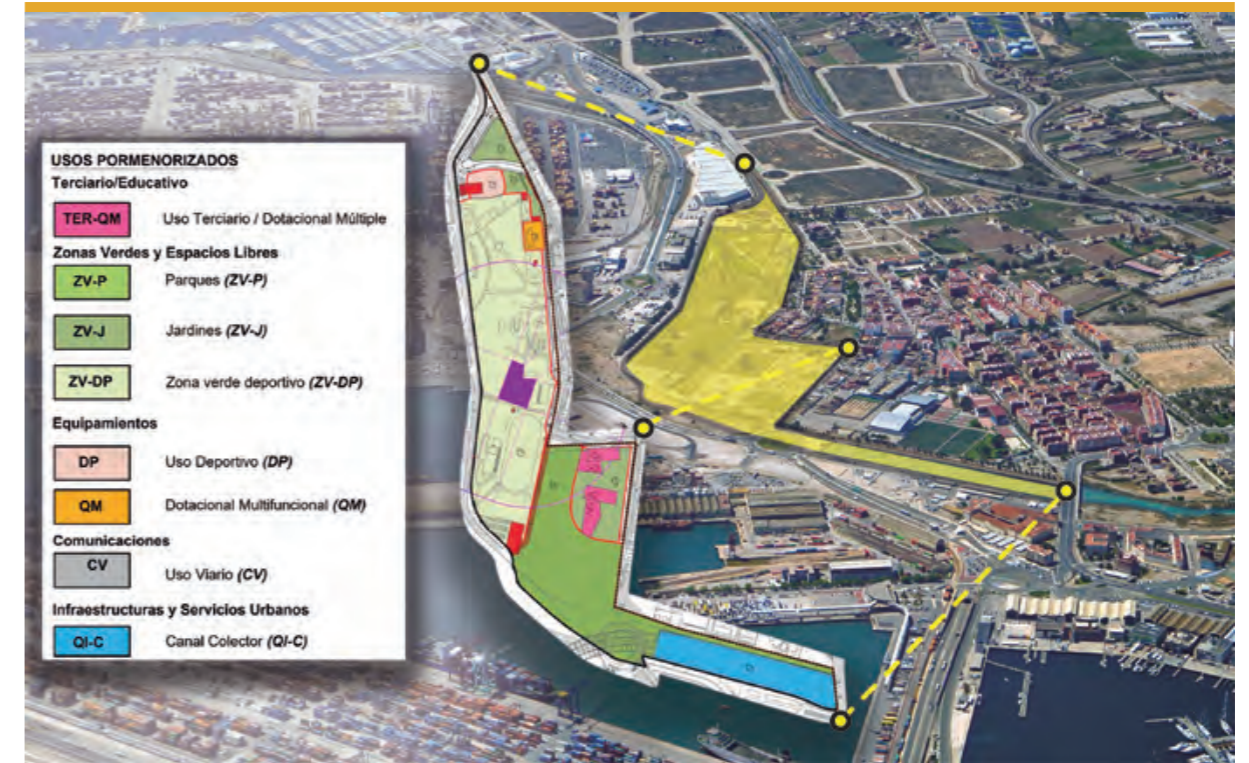 USOS PORMENORIZADOS
Terciario/Educativo
TER-QM Uso Terciario / Dotacional Múltiple
Zonas Verdes y Espacios Libres
ZV-P Parques (ZV-P)
ZV-J Jardines (ZV-J)
ZV-DP Zona verde deportivo (ZV-DP)
Equipamientos
DP Uso Deportivo (DP)
QM Dotacional Multifuncional (QM)
Comunicaciones
CV Uso Viario (CV)
Infraestructuras y Servicios Urbanos
QI-C Canal Colector (QI-C)